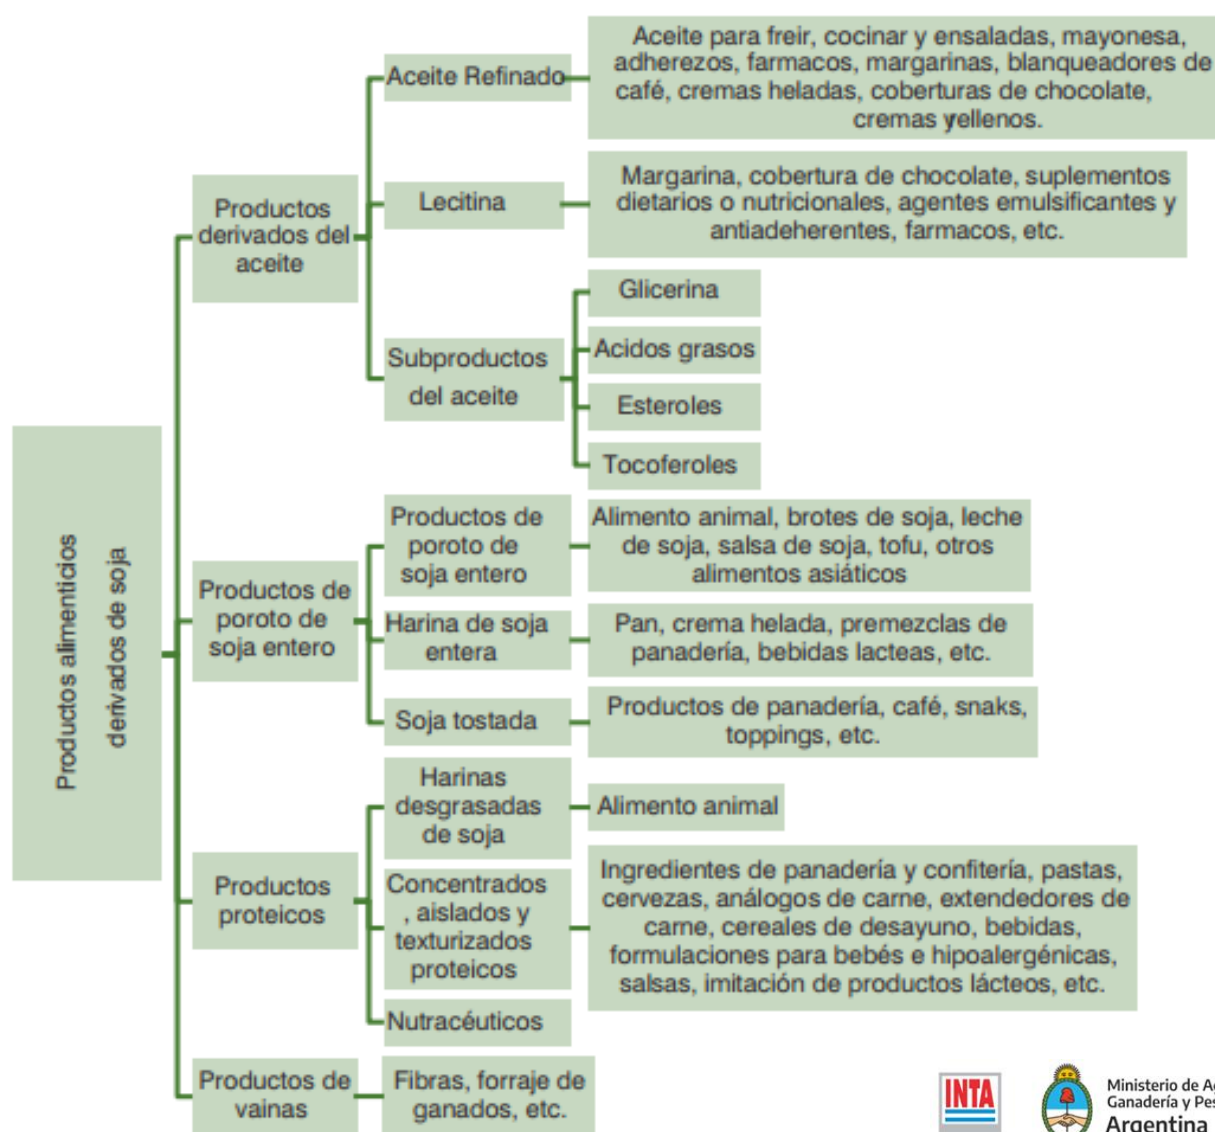 Productos alimenticios
derivados de soja
Productos
derivados del
aceite
Aceite Refinado
Aceite para freir, cocinar y ensaladas, mayonesa,
adherezos, farmacos, margarinas, blanqueadores de
café, cremas heladas, coberturas de chocolate,
cremas yellenos.
Lecitina
Margarina, cobertura de chocolate, suplementos
dietarios o nutricionales, agentes emulsificantes y
antiadeherentes, farmacos, etc.
Subproductos
del aceite
Glicerina
Acidos grasos
Esteroles
Tocoferoles
Productos de
poroto de
soja entero
Productos de
poroto de
soja entero
Alimento animal, brotes de soja, leche
de soja, salsa de soja, tofu, otros
alimentos asiáticos
Harina de soja
entera
Pan, crema helada, premezclas de
panadería, bebidas lacteas, etc.
Soja tostada
Productos de panadería, café, snaks,
toppings, etc.
Productos
proteicos
Harinas
desgrasadas
de soja
Alimento animal
Concentrados
, aislados y
texturizados
proteicos
Ingredientes de panadería y confitería, pastas,
cervezas, análogos de carne, extendedores de
carne, cereales de desayuno, bebidas,
formulaciones para bebés e hipoalergénicas,
salsas, imitación de productos lácteos, etc.
Nutracéuticos
Productos de
vainas
Fibras, forraje de
ganados, etc.
INTA
Ministerio de Ag
Ganadería y Pes
Argentina